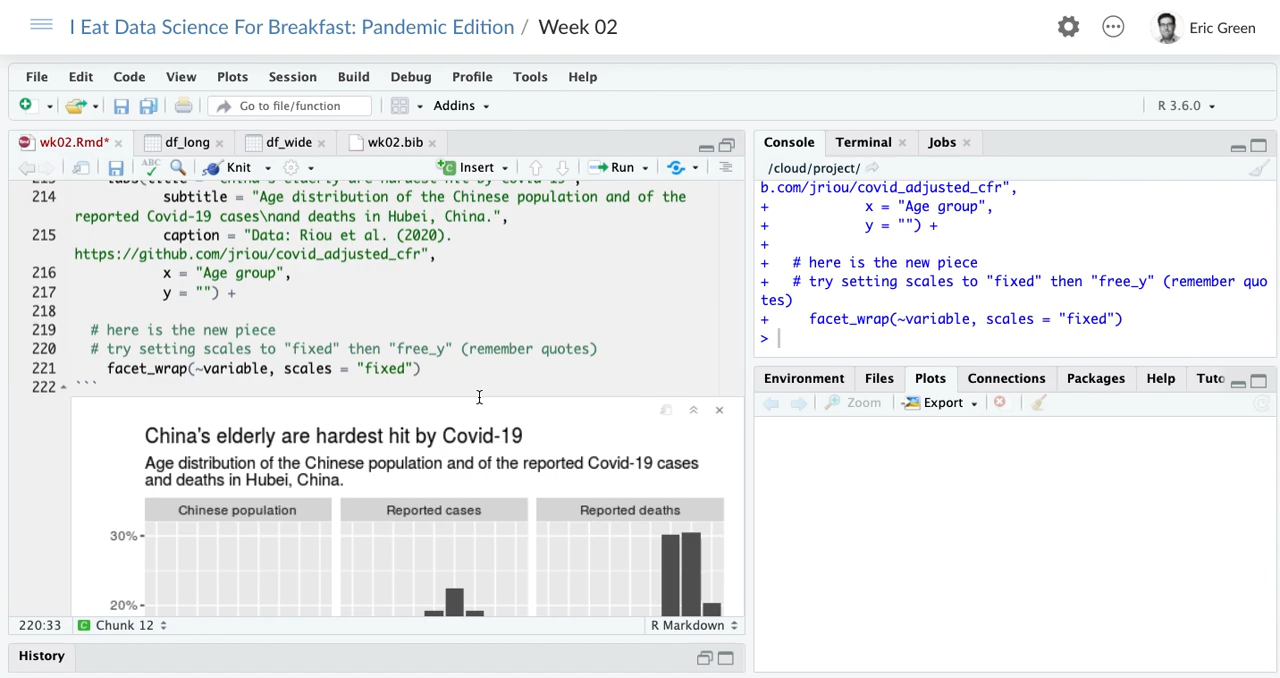 I Eat Data Science For Breakfast: Pandemic Edition / Week 02
Eric Green
File Edit Code View Plots Session Build Debug Profile Tools Help
Go to file/function
Addins
R 3.6.0
wk02.Rmd*
df_long
df_wide
wk02.bib
ABC
Knit
Insert
Run
214 subtitle = "Age distribution of the Chinese population and of the
reported Covid-19 cases\nand deaths in Hubei, China.",
215 caption = "Data: Riou et al. (2020).
https://github.com/jriou/covid_adjusted_cfr",
216 x = "Age group",
217 y = "") +
218
219 # here is the new piece
220 # try setting scales to "fixed" then "free_y" (remember quotes)
221 facet_wrap(~variable, scales = "fixed")
222 ```
China's elderly are hardest hit by Covid-19
Age distribution of the Chinese population and of the reported Covid-19 cases
and deaths in Hubei, China.
Chinese population Reported cases Reported deaths
30%
20%
220:33 Chunk 12
R Markdown
History
Console Terminal Jobs
/cloud/project/
b.com/jriou/covid_adjusted_cfr",
+ x = "Age group",
+ y = "") +
+
+ # here is the new piece
+ # try setting scales to "fixed" then "free_y" (remember quo
tes)
+ facet_wrap(~variable, scales = "fixed")
>
Environment Files Plots Connections Packages Help Tuto
Zoom Export